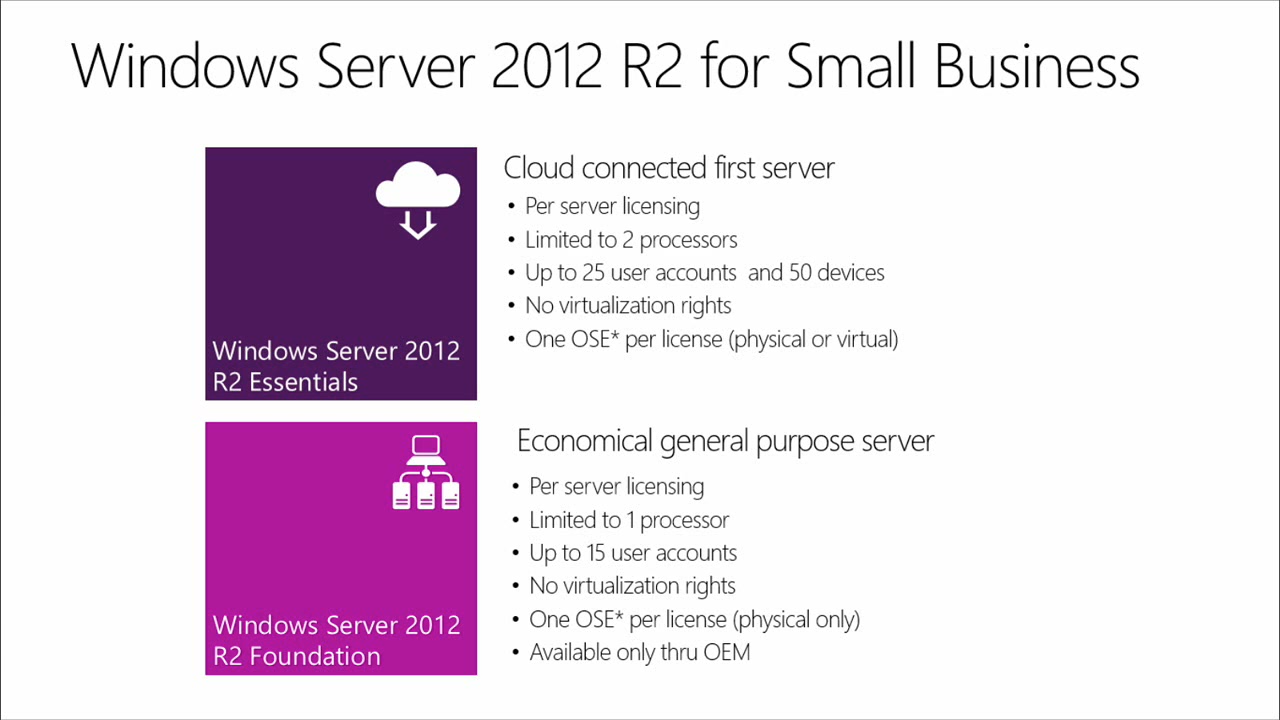 Windows Server 2012 R2 for Small Business
Windows Server 2012
R2 Essentials
Cloud connected first server
• Per server licensing
• Limited to 2 processors
• Up to 25 user accounts  and 50 devices
• No virtualization rights
• One OSE* per license (physical or virtual)
Windows Server 2012
R2 Foundation
Economical general purpose server
• Per server licensing
• Limited to 1 processor
• Up to 15 user accounts
• No virtualization rights
• One OSE* per license (physical only)
• Available only thru OEM